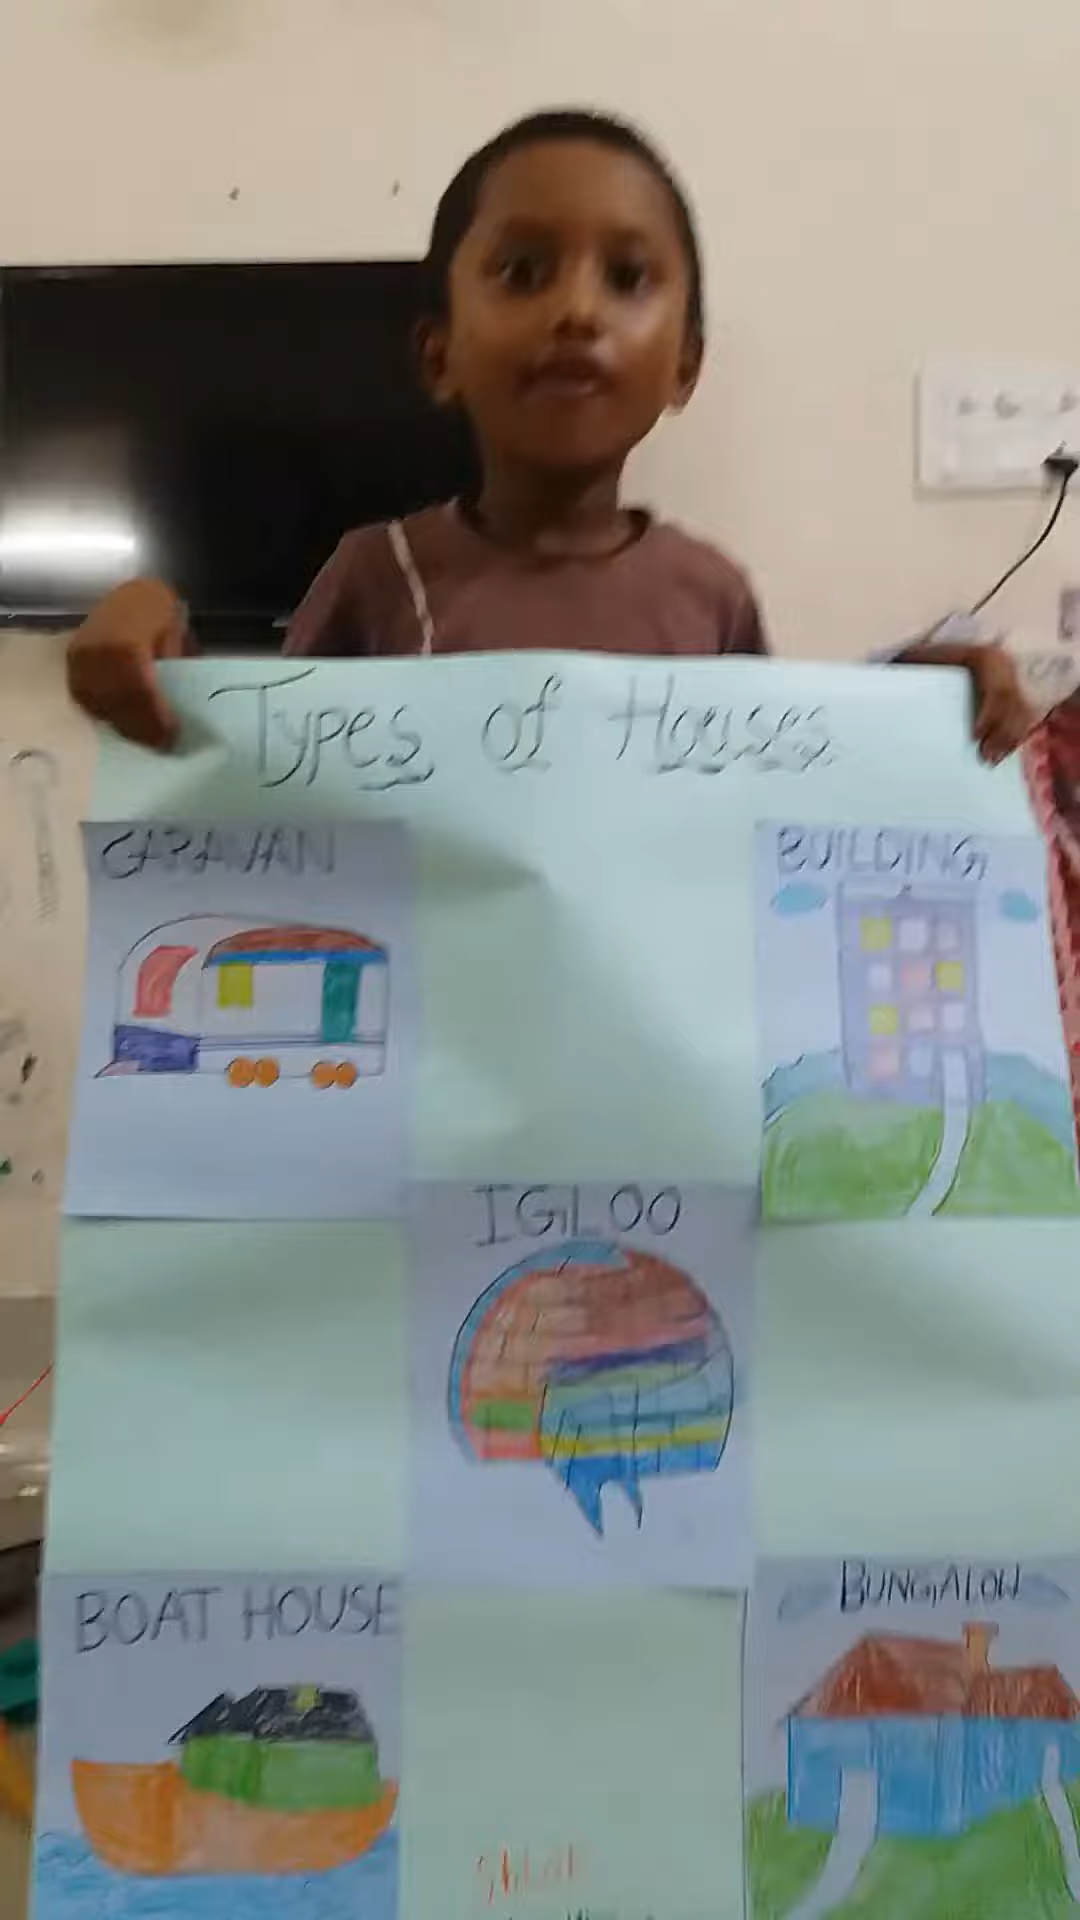 Types of Houses
CARAVAN
BUILDING
IGLOO
BOAT HOUSE
BUNGALOW